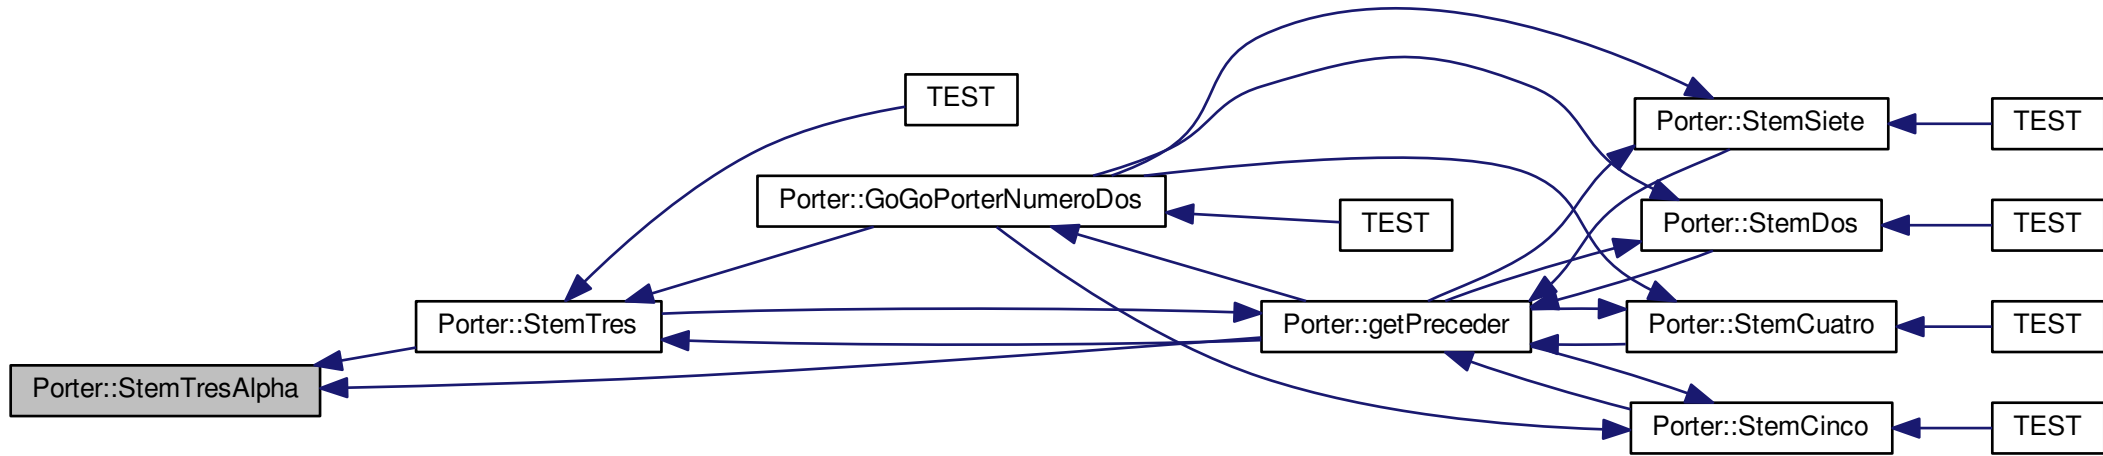 TEST
Porter::StemSiete
TEST
Porter::GoGoPorterNumeroDos
TEST
Porter::StemDos
TEST
Porter::StemTres
Porter::getPreceder
Porter::StemCuatro
TEST
Porter::StemTresAlpha
Porter::StemCinco
TEST